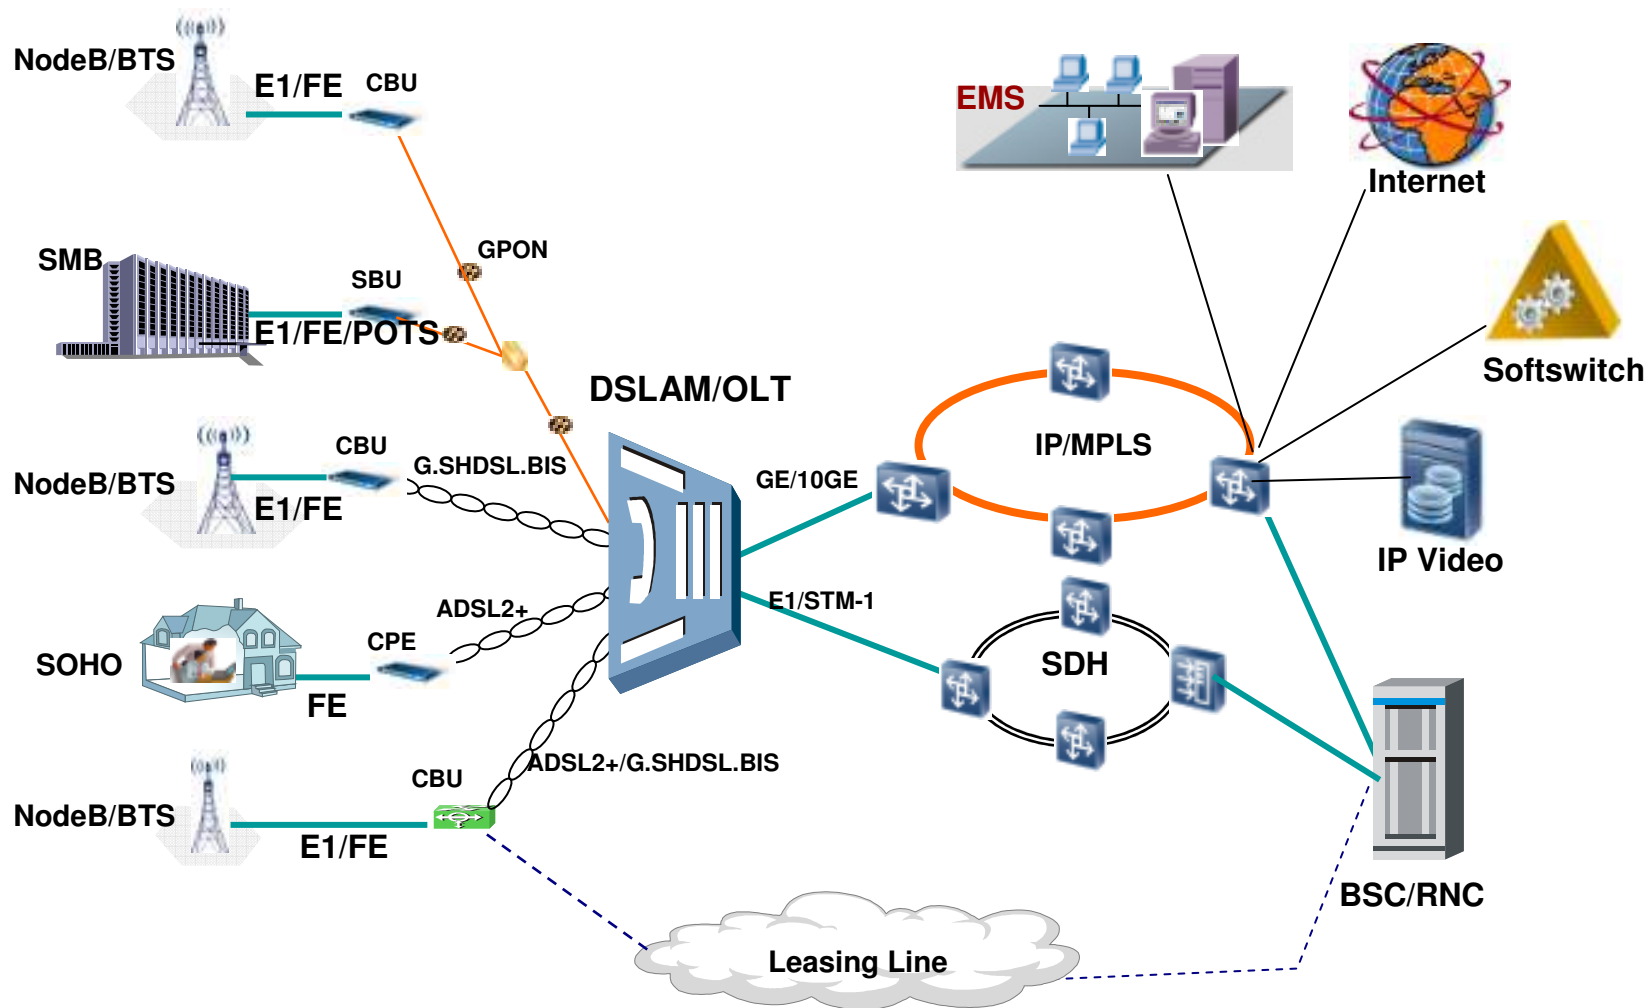 NodeB/BTS
E1/FE
CBU
EMS
Internet
SMB
SBU
GPON
E1/FE/POTS
Softswitch
DSLAM/OLT
NodeB/BTS
CBU
G.SHDSL.BIS
E1/FE
GE/10GE
IP/MPLS
IP Video
ADSL2+
E1/STM-1
SOHO
CPE
FE
SDH
NodeB/BTS
CBU
ADSL2+/G.SHDSL.BIS
E1/FE
BSC/RNC
Leasing Line